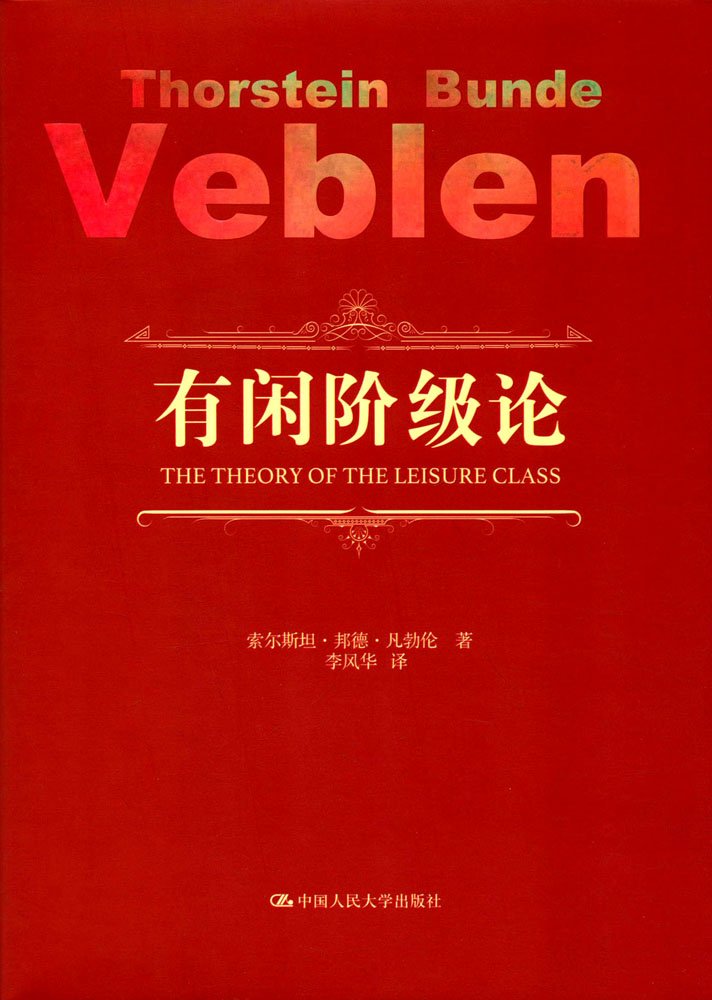 Thorstein Bunde
Veblen
有闲阶级论
THE THEORY OF THE LEISURE CLASS
索尔斯坦·邦德·凡勃伦 著
李风华 译
中国人民大学出版社